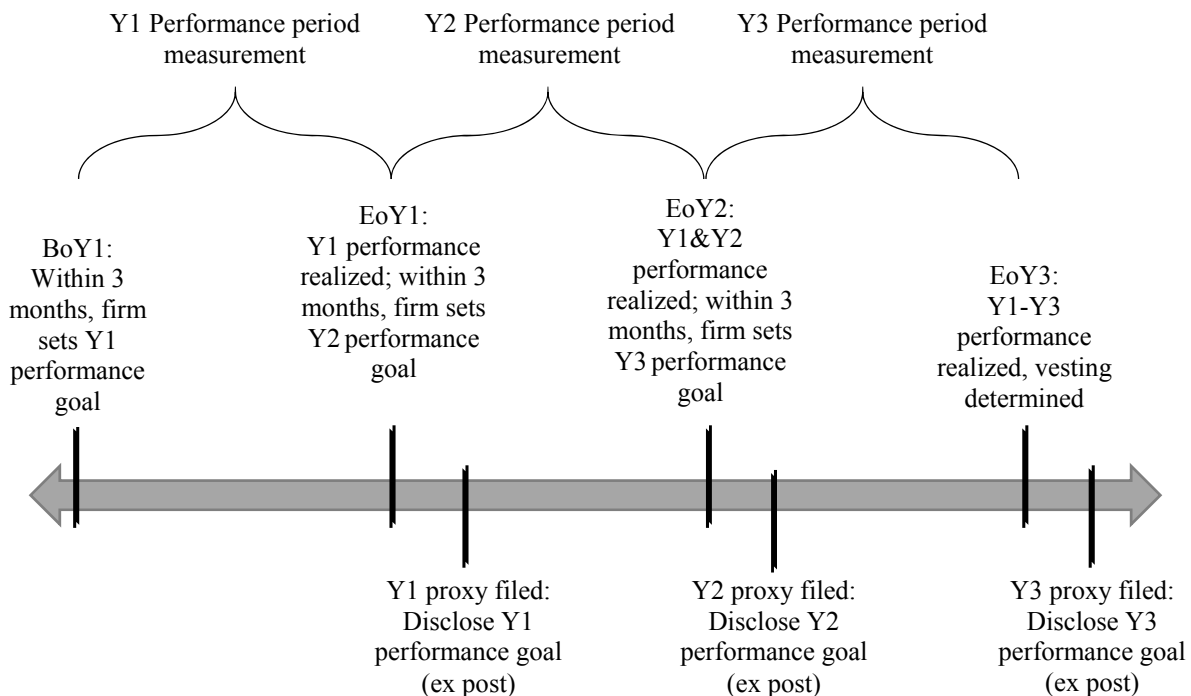 Y1 Performance period
measurement
Y2 Performance period
measurement
Y3 Performance period
measurement
BoY1:
Within 3
months, firm
sets Y1
performance
goal
EoY1:
Y1 performance
realized; within 3
months, firm sets
Y2 performance
goal
EoY2:
Y1&Y2
performance
realized; within 3
months, firm sets
Y3 performance
goal
EoY3:
Y1-Y3
performance
realized, vesting
determined
Y1 proxy filed:
Disclose Y1
performance goal
(ex post)
Y2 proxy filed:
Disclose Y2
performance goal
(ex post)
Y3 proxy filed:
Disclose Y3
performance goal
(ex post)